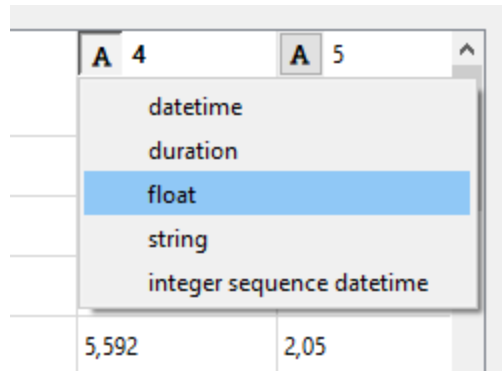 A 4 A 5
datetime
duration
float
string
integer sequence datetime
5,592 2,05